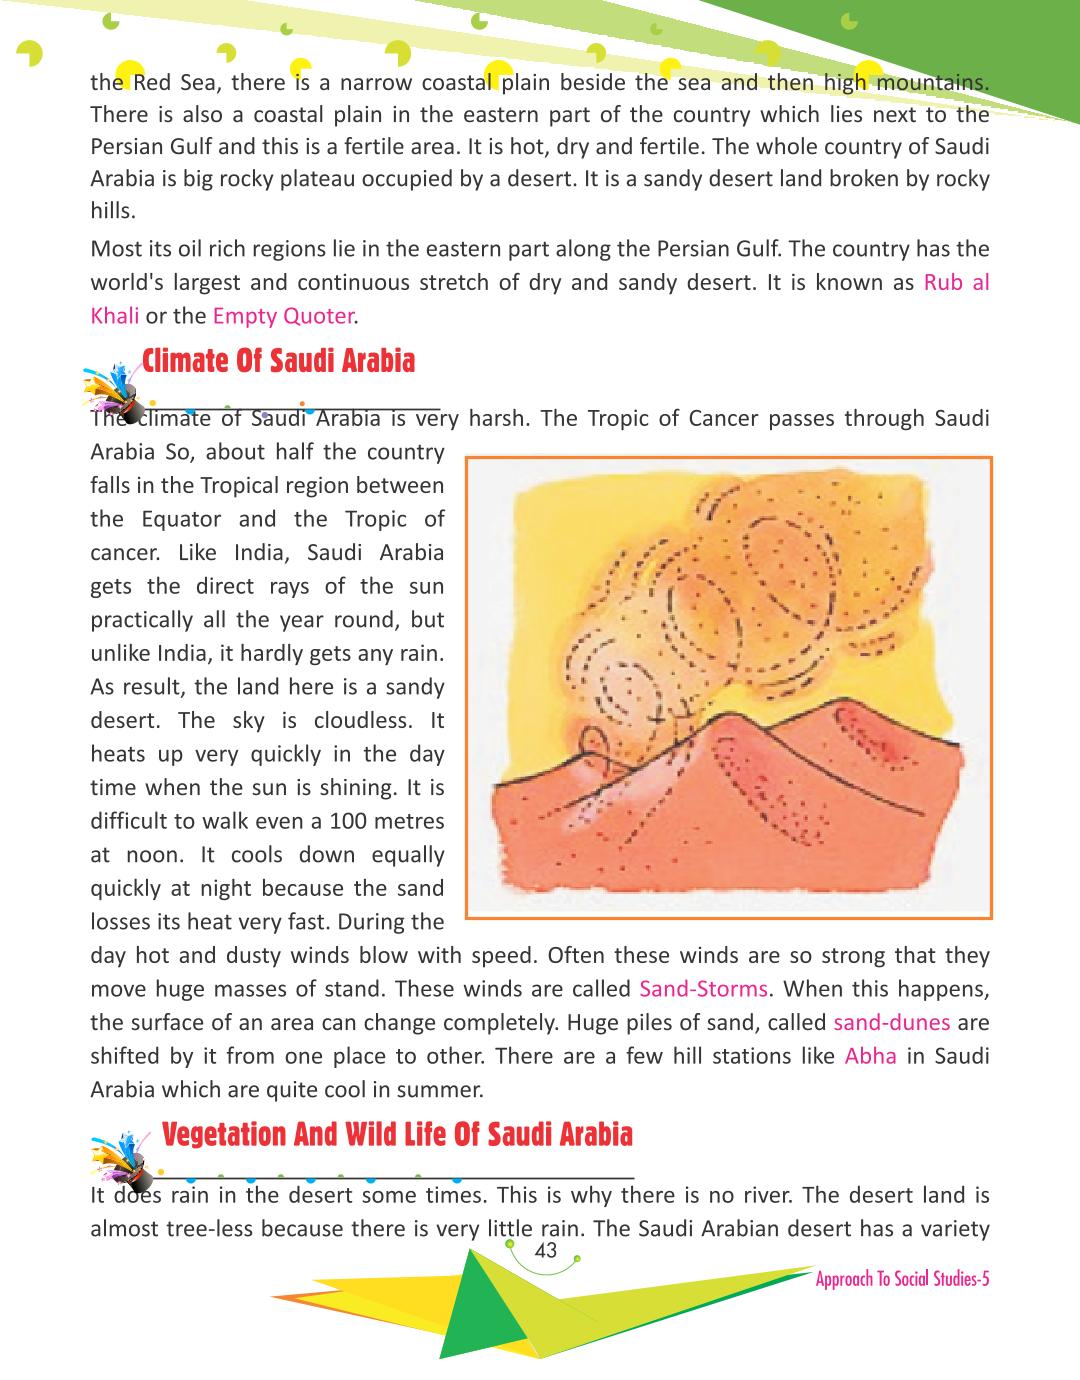 the Red Sea, there is a narrow coastal plain beside the sea and then high mountains.
There is also a coastal plain in the eastern part of the country which lies next to the
Persian Gulf and this is a fertile area. It is hot, dry and fertile. The whole country of Saudi
Arabia is big rocky plateau occupied by a desert. It is a sandy desert land broken by rocky
hills.
Most its oil rich regions lie in the eastern part along the Persian Gulf. The country has the
world's largest and continuous stretch of dry and sandy desert. It is known as Rub al
Khali or the Empty Quoter.
Climate Of Saudi Arabia
The climate of Saudi Arabia is very harsh. The Tropic of Cancer passes through Saudi
Arabia So, about half the country
falls in the Tropical region between
the Equator and the Tropic of
cancer. Like India, Saudi Arabia
gets the direct rays of the sun
practically all the year round, but
unlike India, it hardly gets any rain.
As result, the land here is a sandy
desert. The sky is cloudless. It
heats up very quickly in the day
time when the sun is shining. It is
difficult to walk even a 100 metres
at noon. It cools down equally
quickly at night because the sand
losses its heat very fast. During the
day hot and dusty winds blow with speed. Often these winds are so strong that they
move huge masses of stand. These winds are called Sand-Storms. When this happens,
the surface of an area can change completely. Huge piles of sand, called sand-dunes are
shifted by it from one place to other. There are a few hill stations like Abha in Saudi
Arabia which are quite cool in summer.
Vegetation And Wild Life Of Saudi Arabia
It does rain in the desert some times. This is why there is no river. The desert land is
almost tree-less because there is very little rain. The Saudi Arabian desert has a variety
43
Approach To Social Studies-5